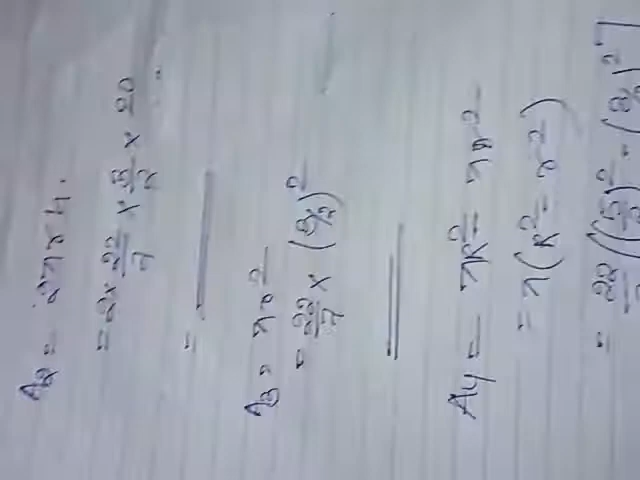 A2 = 2πrh.
= 2 × 22/7 × 5/2 × 20
=
A3 = πr²
= 22/7 × (3/2)²
A4 = πR² = πr²
= π(R² = r²)
= 22/7 ((5/2)² - (3/2)²)